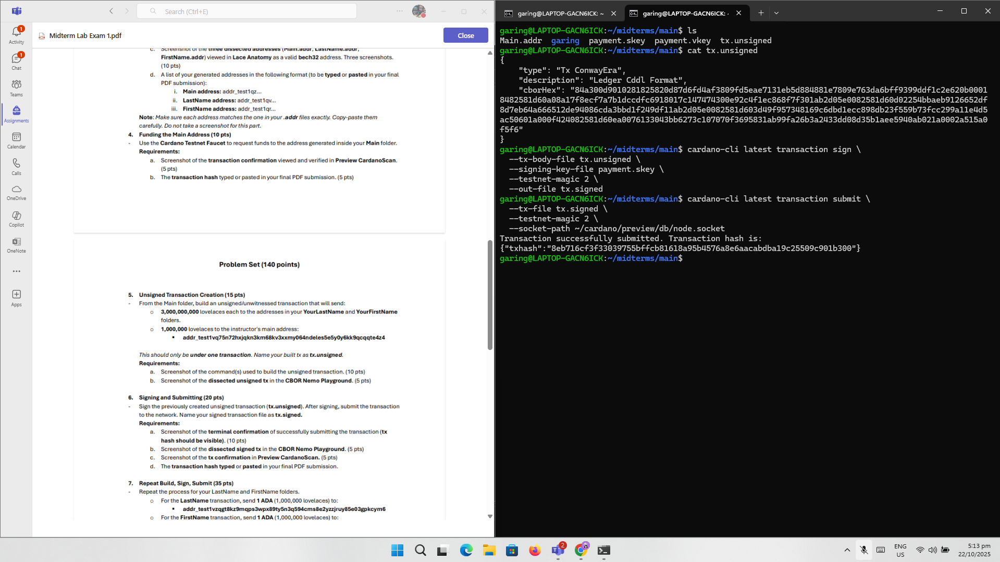 Search (Ctrl+E)
Activity
1
Chat
1
Teams
Assignments
Calendar
Calls
OneDrive
Copilot
OneNote
Apps
Midterm Lab Exam 1.pdf
Close
c. Screenshot of the three dissected addresses (Main.addr, LastName.addr,
FirstName.addr) viewed in Lace Anatomy as a valid bech32 address. Three screenshots.
(10 pts)
d. A list of your generated addresses in the following format (to be typed or pasted in your final
PDF submission):
i. Main address: addr_test1qz...
ii. LastName address: addr_test1qv...
iii. FirstName address: addr_test1qr...
Note: Make sure each address matches the one in your .addr files exactly. Copy-paste them
carefully. Do not take a screenshot for this part.
4. Funding the Main Address (10 pts)
- Use the Cardano Testnet Faucet to request funds to the address generated inside your Main folder.
Requirements:
a. Screenshot of the transaction confirmation viewed and verified in Preview CardanoScan.
(5 pts)
b. The transaction hash typed or pasted in your final PDF submission. (5 pts)
Problem Set (140 points)
5. Unsigned Transaction Creation (15 pts)
- From the Main folder, build an unsigned/unwitnessed transaction that will send:
o 3,000,000,000 lovelaces each to the addresses in your YourLastName and YourFirstName
folders.
o 1,000,000 lovelaces to the instructor's main address:
▪ addr_test1vq75n72hxjqkn3km68kv3xxmy064ndeles5e5y0y6kk9qcqqte4z4
This should only be under one transaction. Name your built tx as tx.unsigned.
Requirements:
a. Screenshot of the command(s) used to build the unsigned transaction. (10 pts)
b. Screenshot of the dissected unsigned tx in the CBOR Nemo Playground. (5 pts)
6. Signing and Submitting (20 pts)
- Sign the previously created unsigned transaction (tx.unsigned). After signing, submit the transaction
to the network. Name your signed transaction file as tx.signed.
Requirements:
a. Screenshot of the terminal confirmation of successfully submitting the transaction (tx
hash should be visible). (10 pts)
b. Screenshot of the dissected signed tx in the CBOR Nemo Playground. (5 pts)
c. Screenshot of the tx confirmation in Preview CardanoScan. (5 pts)
d. The transaction hash typed or pasted in your final PDF submission.
7. Repeat Build, Sign, Submit (35 pts)
- Repeat the process for your LastName and FirstName folders.
o For the LastName transaction, send 1 ADA (1,000,000 lovelaces) to:
▪ addr_test1vzqgt8kz9mqps3wpx89ty5n3q594cms8e2yzzjruy85e03gpkcym6
o For the FirstName transaction, send 1 ADA (1,000,000 lovelaces) to:
garing@LAPTOP-GACN6ICK: ~
garing@LAPTOP-GACN6ICK: 
garing@LAPTOP-GACN6ICK:~/midterms/main$ ls
Main.addr garing payment.skey payment.vkey tx.unsigned
garing@LAPTOP-GACN6ICK:~/midterms/main$ cat tx.unsigned
{
"type": "Tx ConwayEra",
"description": "Ledger Cddl Format",
"cborHex": "84a300d9010281825820d87d6fd4af3809fd5eae7131eb5d884881e7809e763da6bff9399ddf1c2e620b0001
8482581d60a08a17f8ecf7a7b1dccdfc6918017c147474300e92c4f1ec868f7f301ab2d05e0082581d60d02254bbaeb9126652df
8d7eb64a666512de94086cda3bbd1f249df11ab2d05e0082581d603d49f957348169c6dbd1ecc898db23f559b73fcc299a11e4d5
ac50601a000f424082581d60ea0076133043bb6273c107070f3695831ab99fa26b3a2433dd08d35b1aee5940ab021a0002a515a0
f5f6"
}
garing@LAPTOP-GACN6ICK:~/midterms/main$ cardano-cli latest transaction sign \
--tx-body-file tx.unsigned \
--signing-key-file payment.skey \
--testnet-magic 2 \
--out-file tx.signed
garing@LAPTOP-GACN6ICK:~/midterms/main$ cardano-cli latest transaction submit \
--tx-file tx.signed \
--testnet-magic 2 \
--socket-path ~/cardano/preview/db/node.socket
Transaction successfully submitted. Transaction hash is:
{"txhash":"8eb716cf3f33039755bffcb81618a95b4576a8e6aacabdba19c25509c901b300"}
garing@LAPTOP-GACN6ICK:~/midterms/main$
2
ENG
US
5:13 pm
22/10/2025